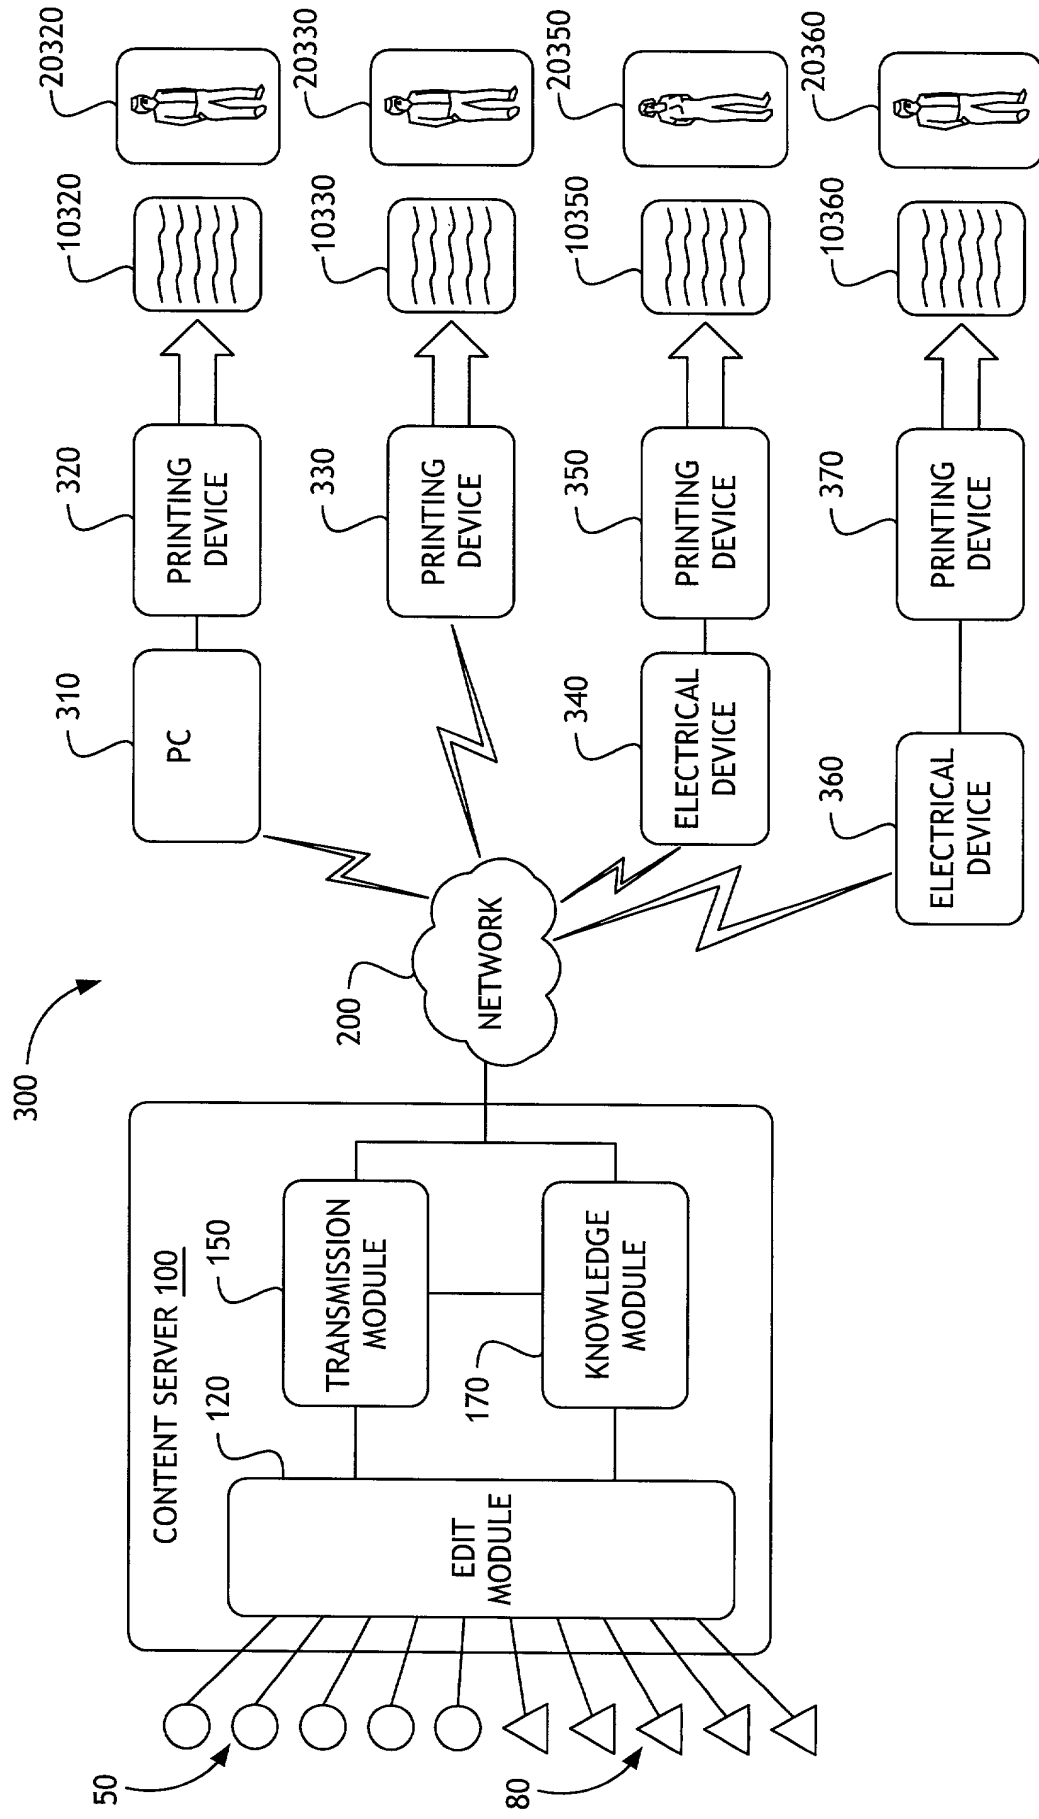 300
CONTENT SERVER 100
50
80
EDIT
MODULE
120
TRANSMISSION
MODULE
150
KNOWLEDGE
MODULE
170
NETWORK
200
PC
310
PRINTING
DEVICE
320
10320
20320
PRINTING
DEVICE
330
10330
20330
ELECTRICAL
DEVICE
340
PRINTING
DEVICE
350
10350
20350
ELECTRICAL
DEVICE
360
PRINTING
DEVICE
370
10360
20360